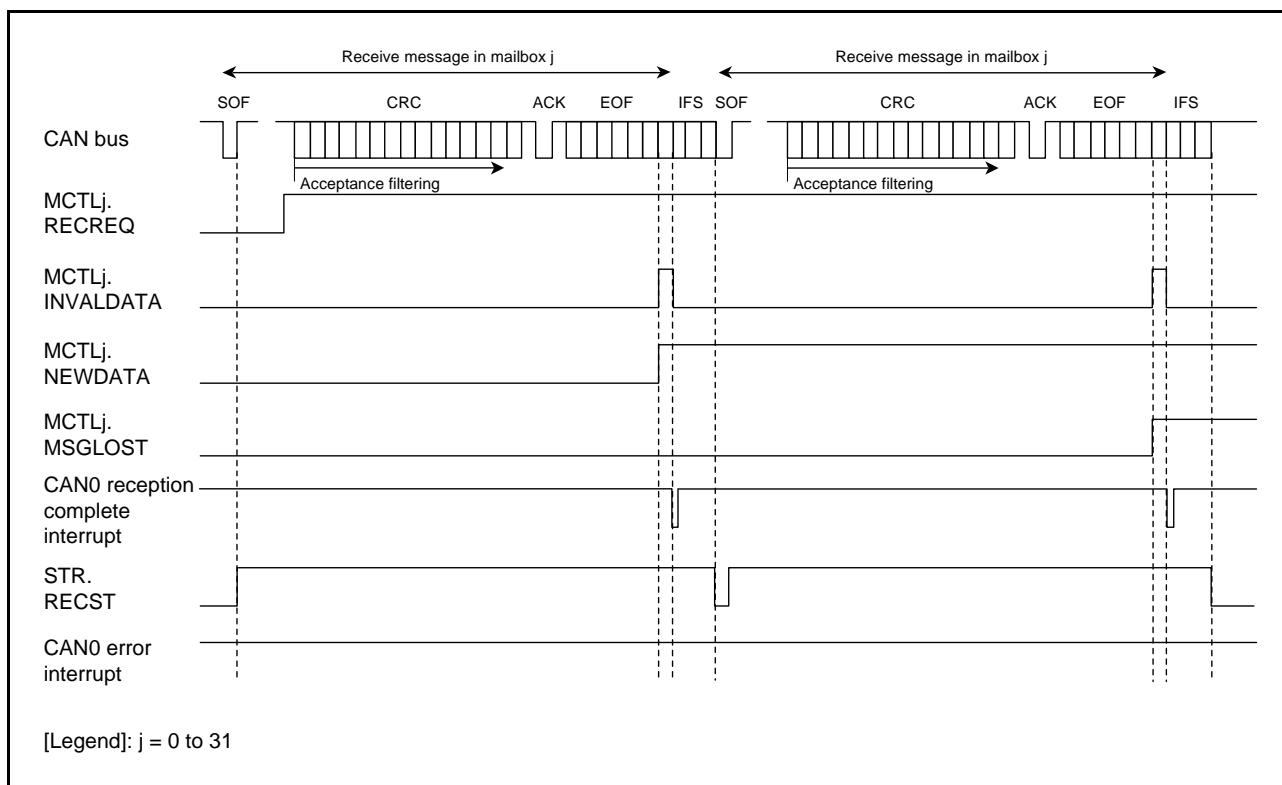 Receive message in mailbox j
Receive message in mailbox j
SOF CRC ACK EOF IFS SOF CRC ACK EOF IFS
CAN bus
Acceptance filtering
Acceptance filtering
MCTLj.
RECREQ
MCTLj.
INVALDATA
MCTLj.
NEWDATA
MCTLj.
MSGLOST
CAN0 reception
complete
interrupt
STR.
RECST
CAN0 error
interrupt
[Legend]: j = 0 to 31